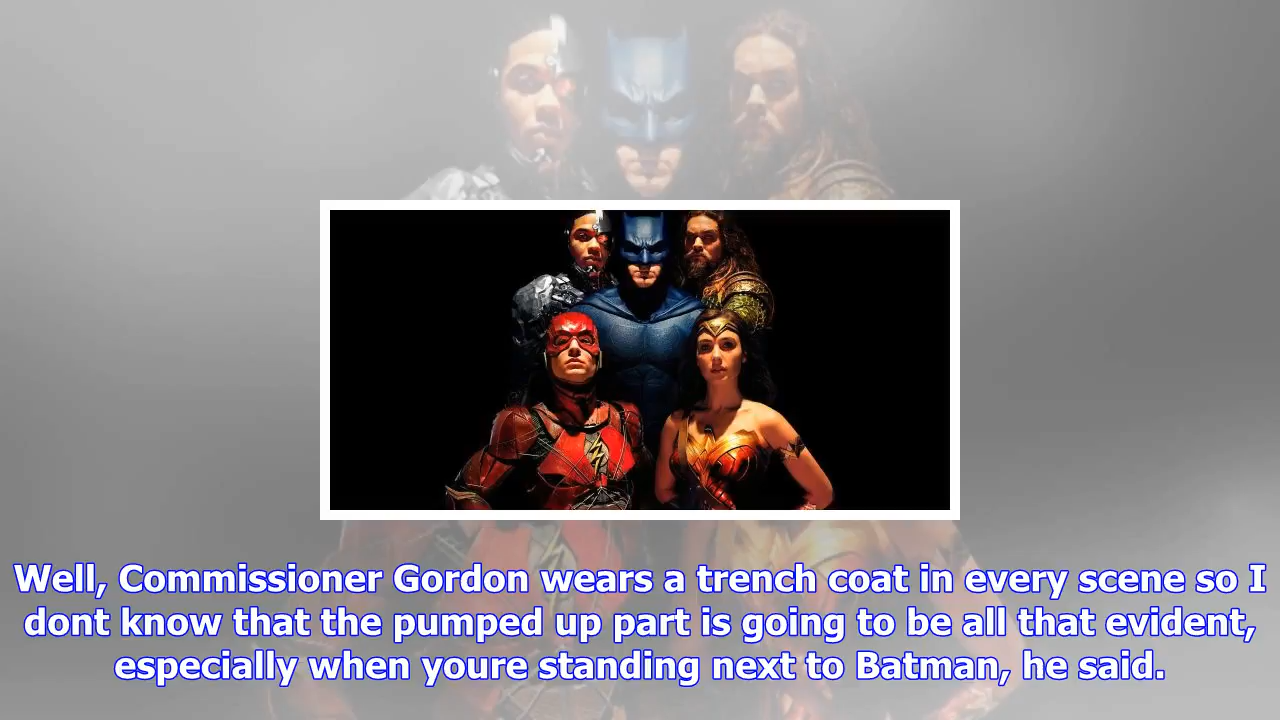 Well, Commissioner Gordon wears a trench coat in every scene so I
dont know that the pumped up part is going to be all that evident,
especially when youre standing next to Batman, he said.